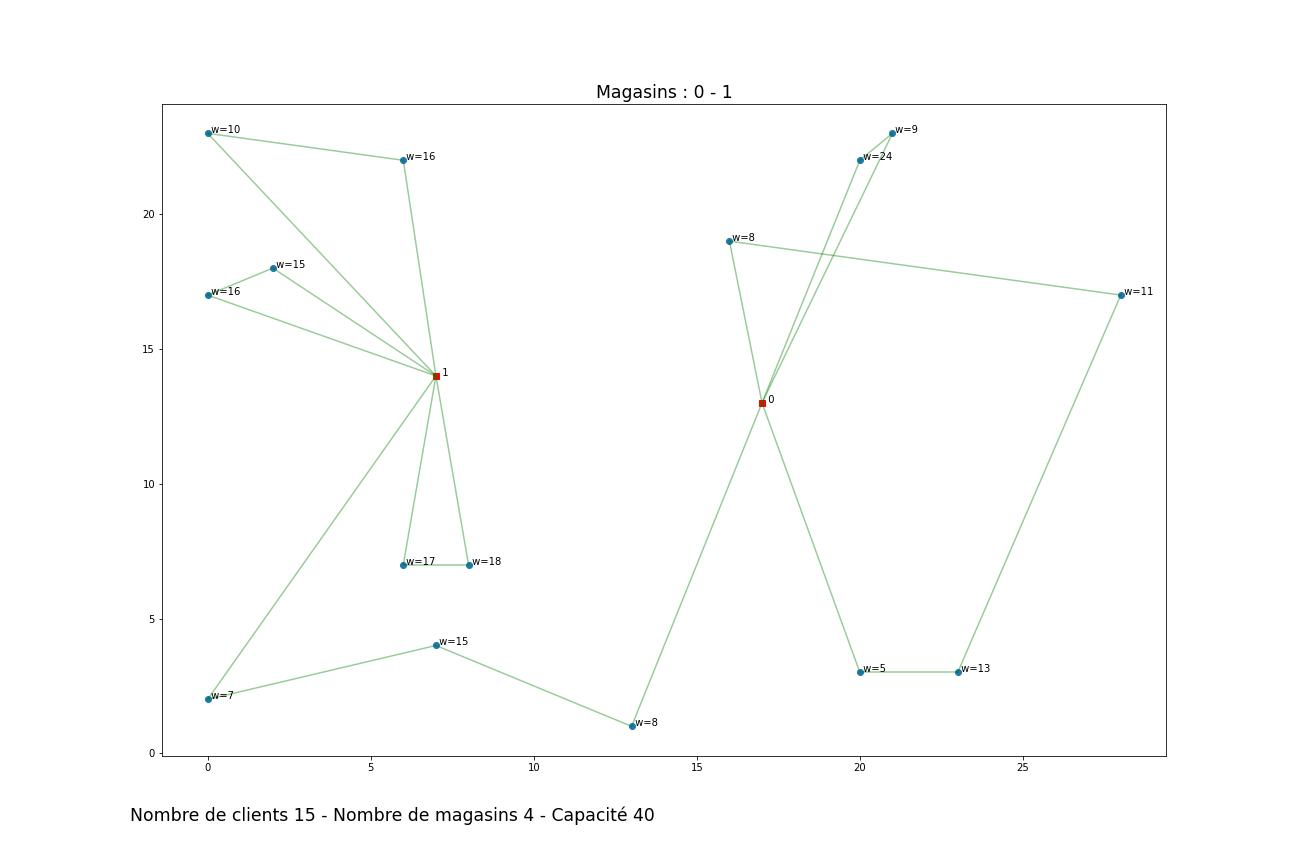 Magasins : 0 - 1
w=10
w=9
w=16
w=24
w=8
w=15
w=16
w=11
1
0
w=17
w=18
w=15
w=7
w=5
w=13
w=8
20
15
10
5
0
0
5
10
15
20
25
Nombre de clients 15 - Nombre de magasins 4 - Capacité 40